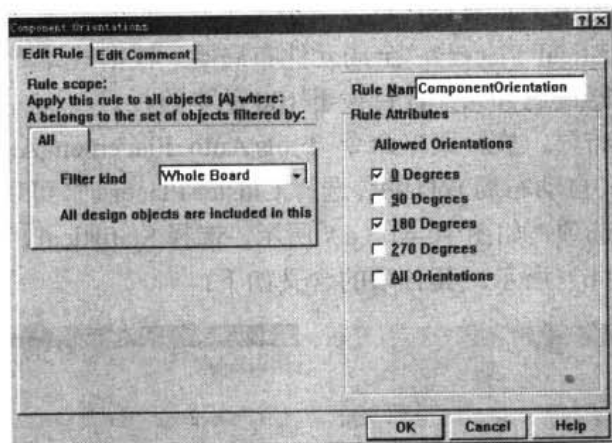 Component Orientations
Edit Rule
Edit Comment
Rule scope:
Apply this rule to all objects (A) where:
A belongs to the set of objects filtered by:
All
Filter kind
Whole Board
All design objects are included in this
Rule Nam
ComponentOrientation
Rule Attributes
Allowed Orientations
0 Degrees
90 Degrees
180 Degrees
270 Degrees
All Orientations
OK
Cancel
Help